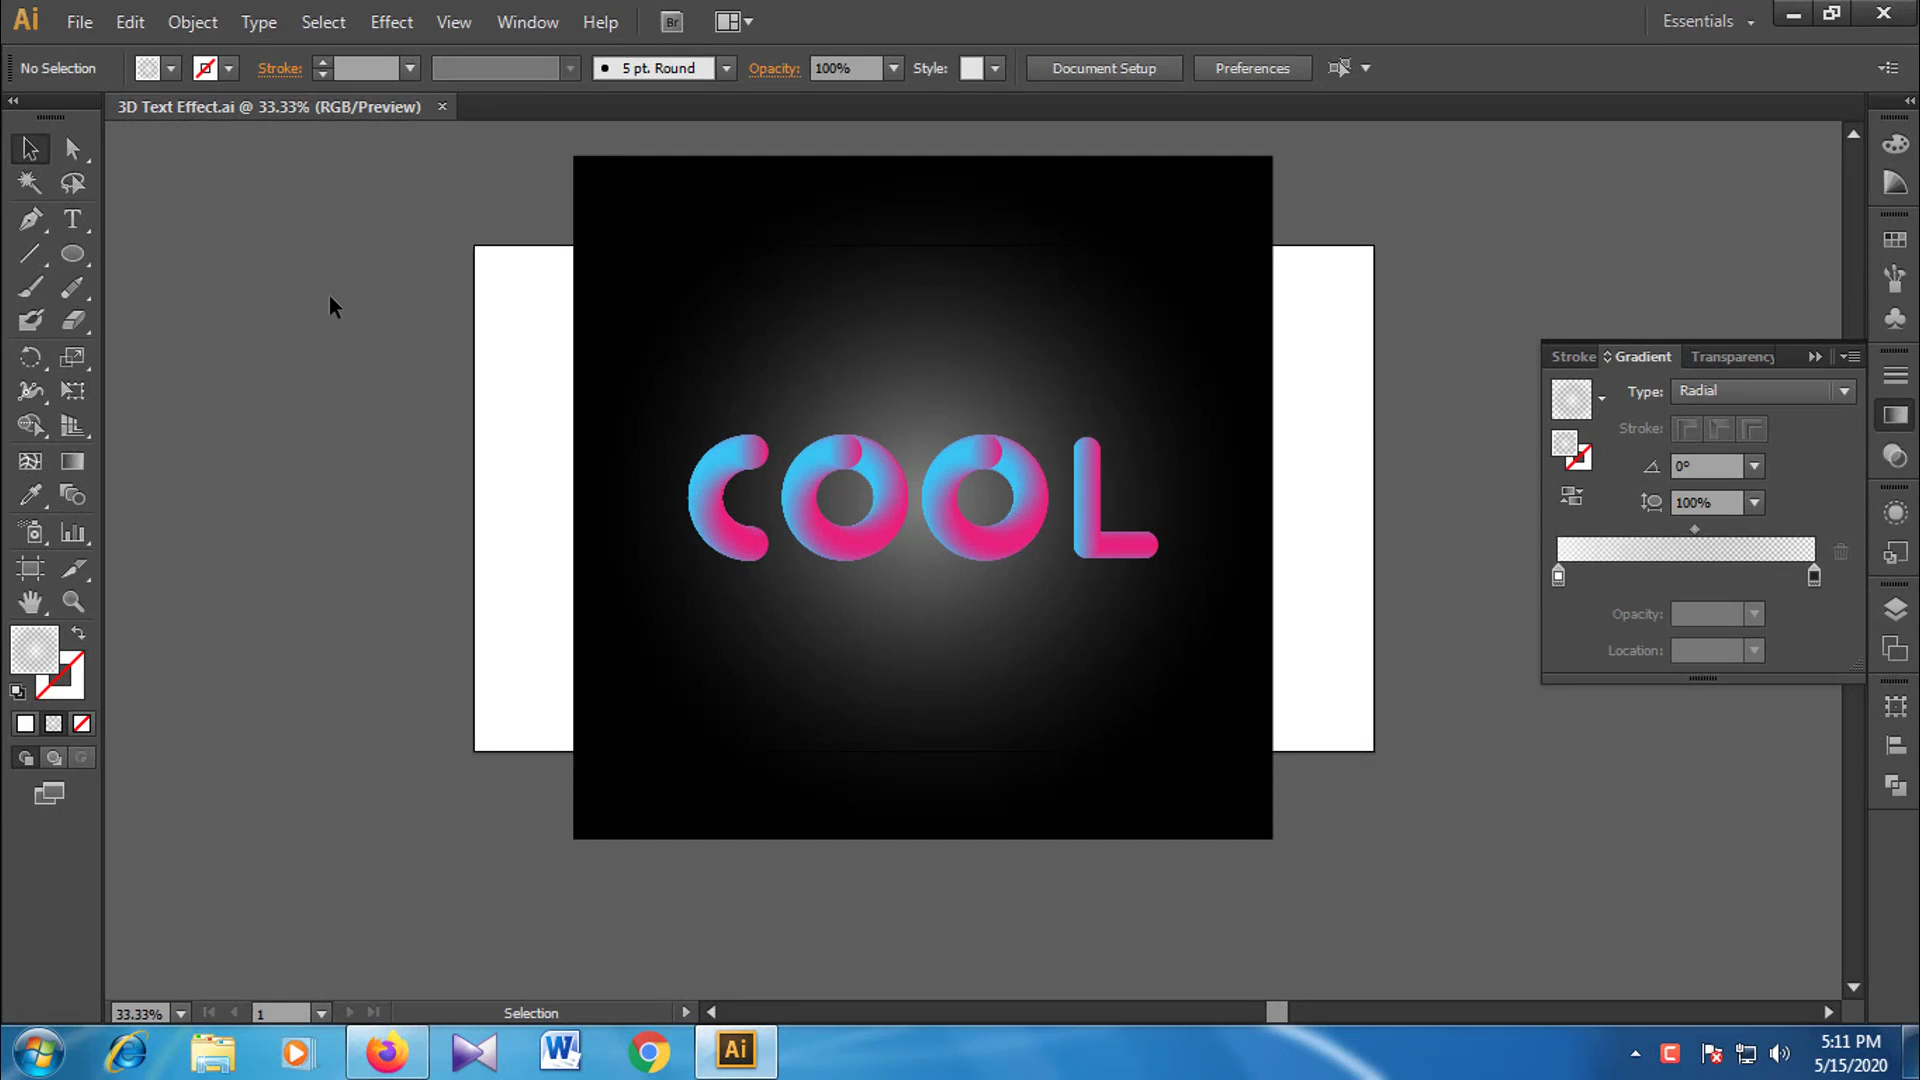 Ai File Edit Object Type Select Effect View Window Help Br Essentials
No Selection Stroke: 5 pt. Round Opacity: 100% Style: Document Setup Preferences
3D Text Effect.ai @ 33.33% (RGB/Preview) ×
T
COOL
Stroke Gradient Transparency
Type: Radial
Stroke:
0°
100%
Opacity:
Location:
33.33% 1 Selection
W Ai C 5:11 PM
5/15/2020